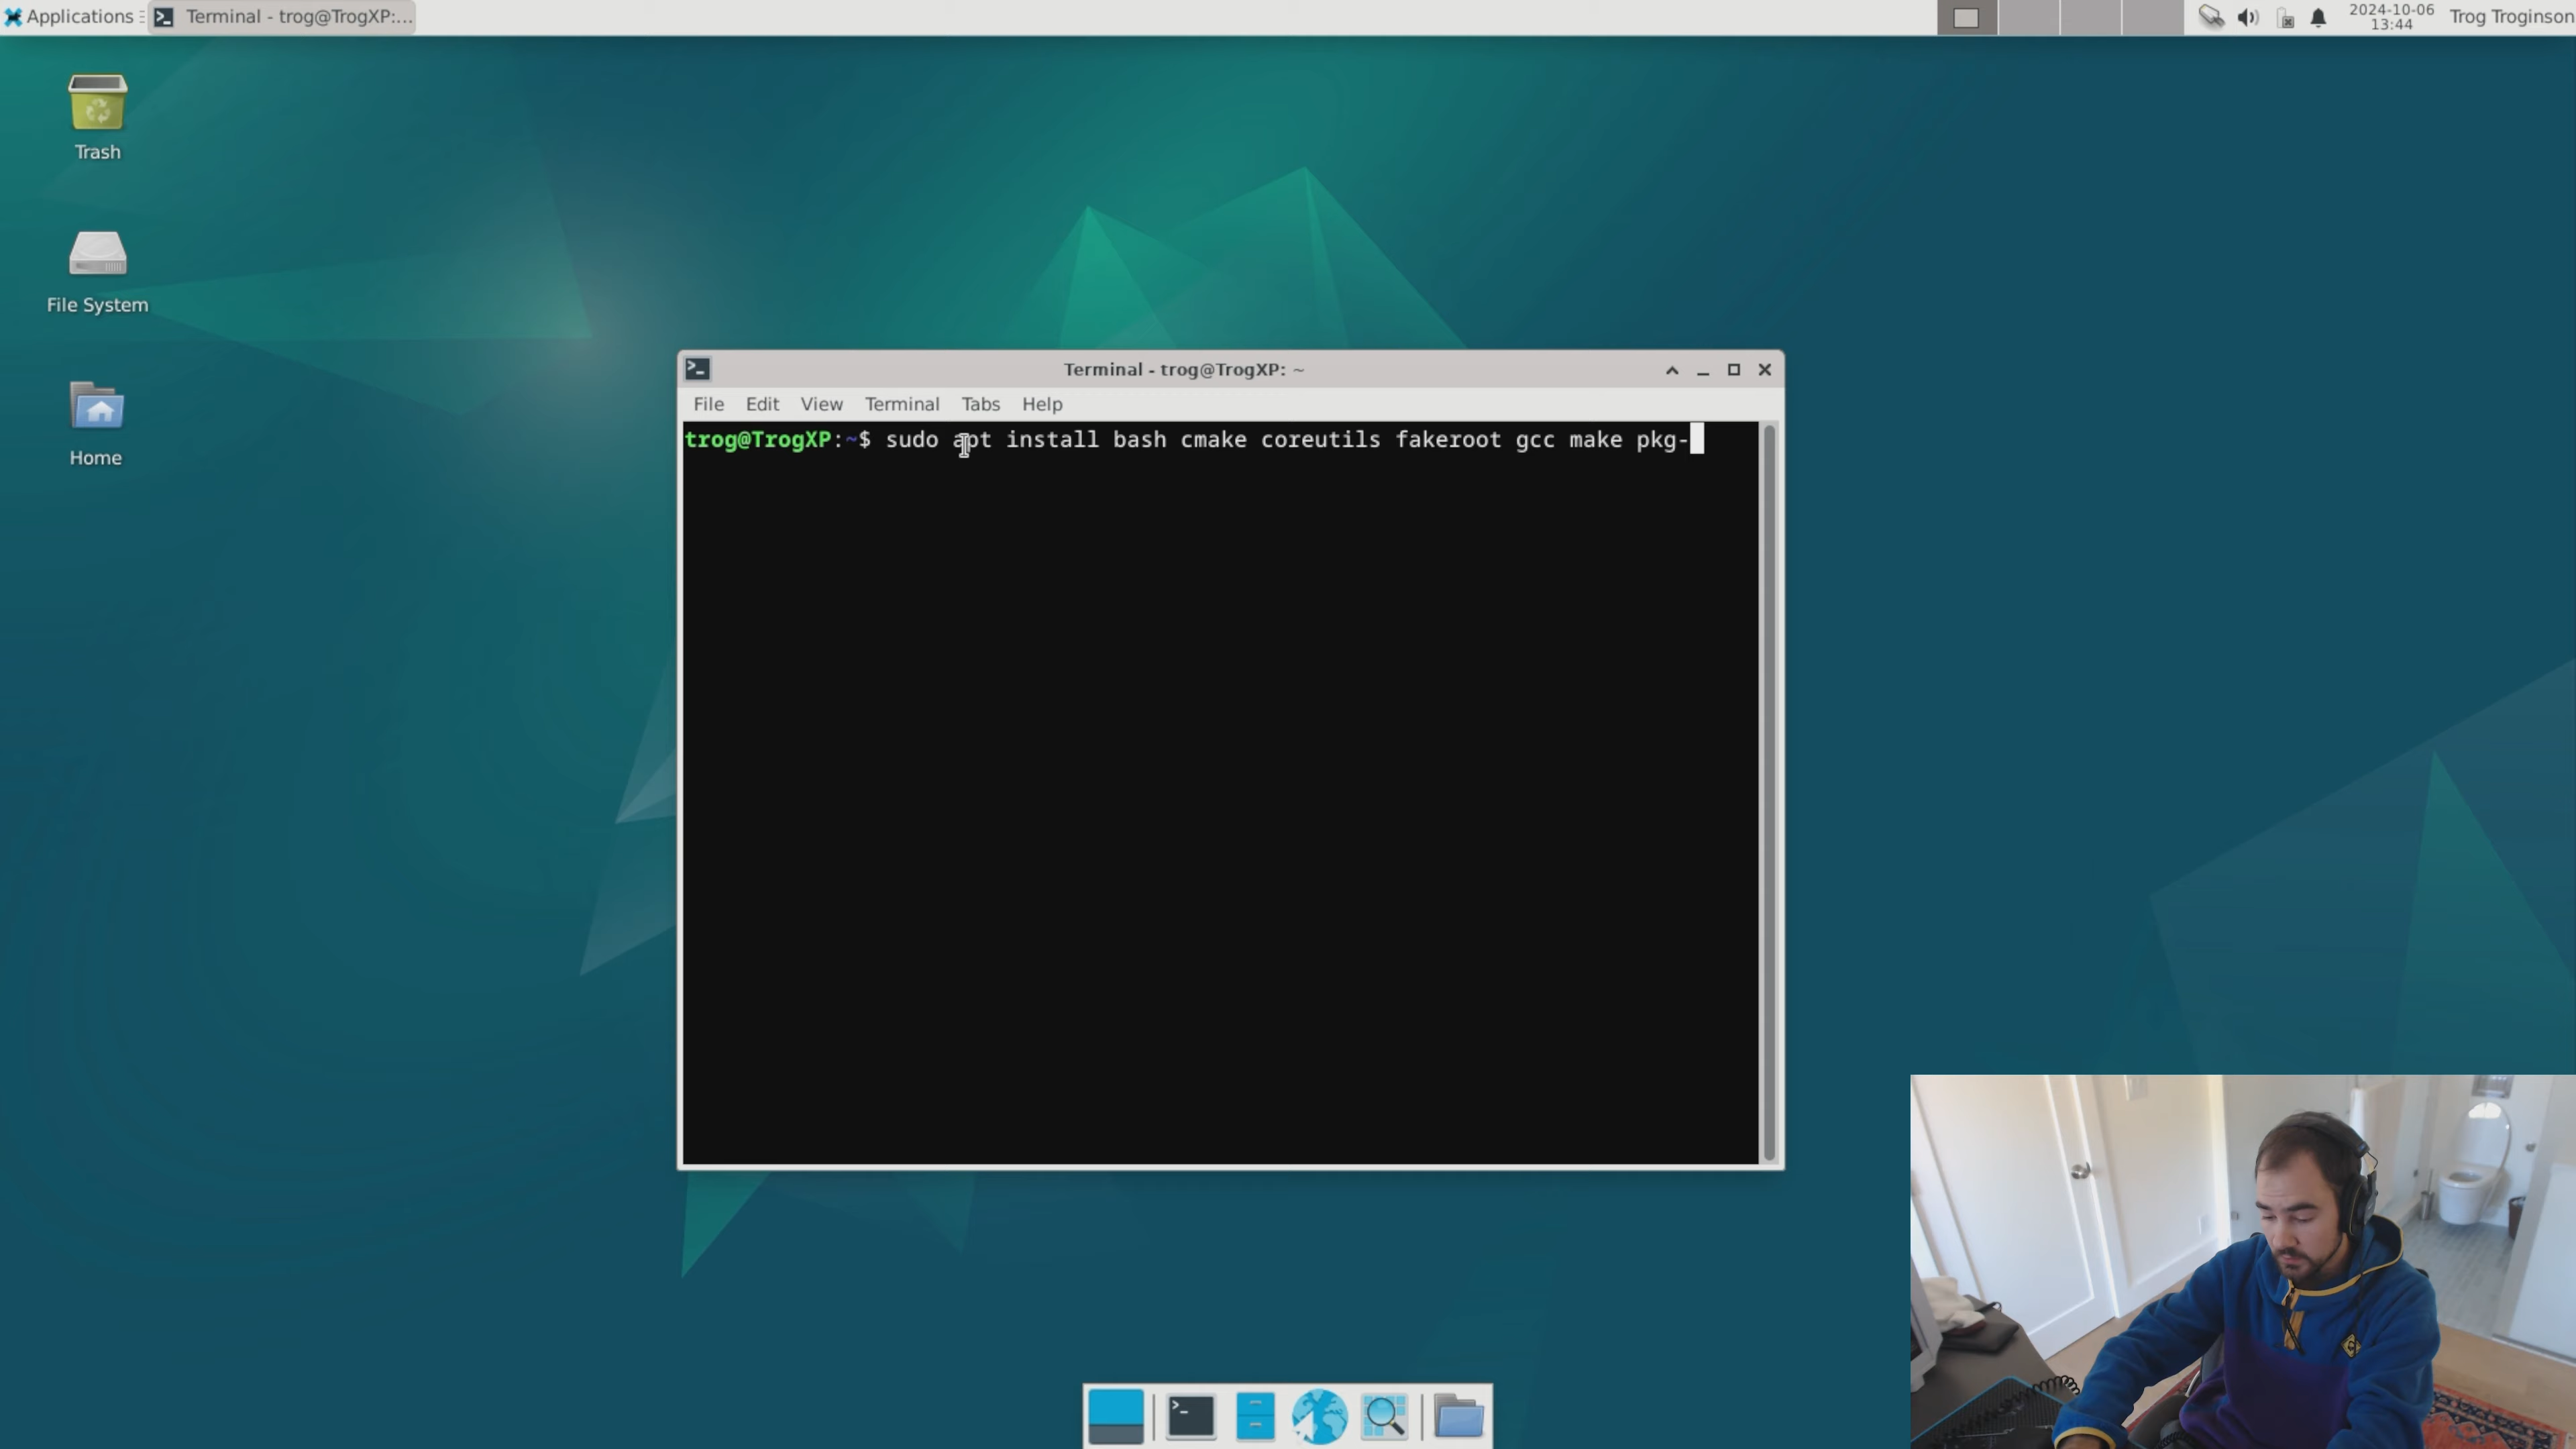 Applications
Terminal - trog@TrogXP:...
2024-10-06
13:44
Trog Troginson
Trash
File System
Home
Terminal - trog@TrogXP: ~
File Edit View Terminal Tabs Help
trog@TrogXP:~$ sudo apt install bash cmake coreutils fakeroot gcc make pkg-